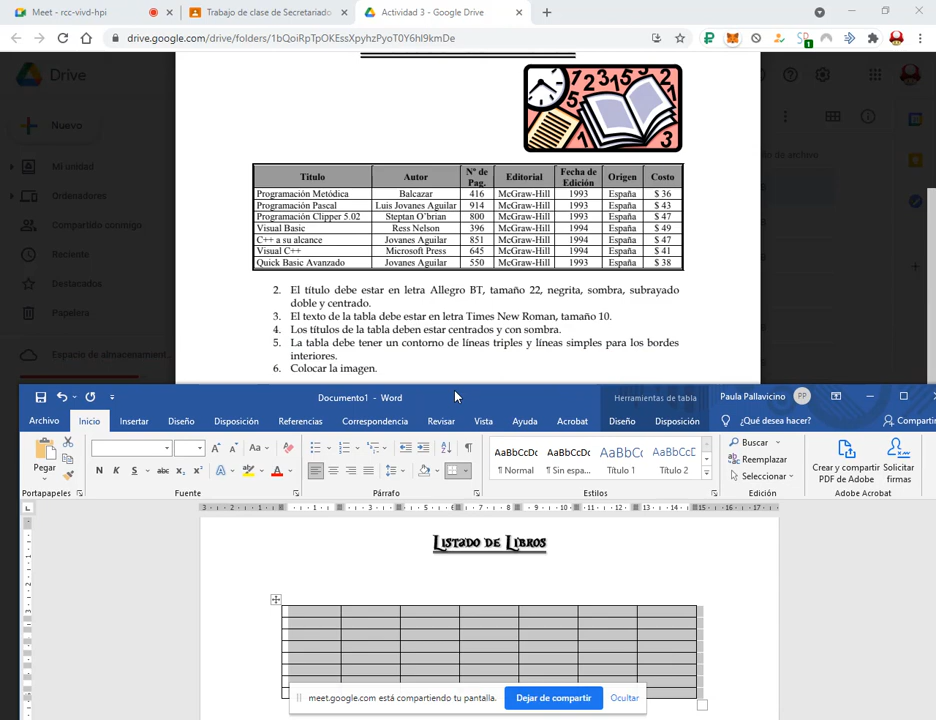 Meet - rcc-vivd-hpi
Trabajo de clase de Secretariado
Actividad 3 - Google Drive
drive.google.com/drive/folders/1bQoiRpTpOKEssXpyhzPyoT0Y6hI9kmDe
Drive
Nuevo
Mi unidad
Ordenadores
Compartido conmigo
Reciente
Destacados
Papelera
Espacio de almacenamient...
de archivo
Título Autor Nº de Pag. Editorial Fecha de Edición Origen Costo
Programación Metódica Balcazar 416 McGraw-Hill 1993 España $ 36
Programación Pascal Luis Jovanes Aguilar 914 McGraw-Hill 1993 España $ 43
Programación Clipper 5.02 Steptan O'brian 800 McGraw-Hill 1993 España $ 47
Visual Basic Ress Nelson 396 McGraw-Hill 1994 España $ 49
C++ a su alcance Jovanes Aguilar 851 McGraw-Hill 1994 España $ 47
Visual C++ Microsoft Press 645 McGraw-Hill 1994 España $ 41
Quick Basic Avanzado Jovanes Aguilar 550 McGraw-Hill 1993 España $ 38
2. El título debe estar en letra Allegro BT, tamaño 22, negrita, sombra, subrayado
doble y centrado.
3. El texto de la tabla debe estar en letra Times New Roman, tamaño 10.
4. Los títulos de la tabla deben estar centrados y con sombra.
5. La tabla debe tener un contorno de líneas triples y líneas simples para los bordes
interiores.
6. Colocar la imagen.
Documento1 - Word
Herramientas de tabla
Paula Pallavicino PP
Archivo Inicio Insertar Diseño Disposición Referencias Correspondencia Revisar Vista Ayuda Acrobat Diseño Disposición ¿Qué desea hacer? Comparti
Pegar
N K S abc x₂ x² Aa
AaBbCcDc AaBbCcDc AaBbCc AaBbCcE
¶ Normal ¶ Sin espa... Título 1 Título 2
Buscar
Reemplazar
Seleccionar
Crear y compartir
PDF de Adobe
Solicitar
firmas
Portapapeles Fuente Párrafo Estilos Edición Adobe Acrobat
Listado de Libros
meet.google.com está compartiendo tu pantalla.
Dejar de compartir
Ocultar